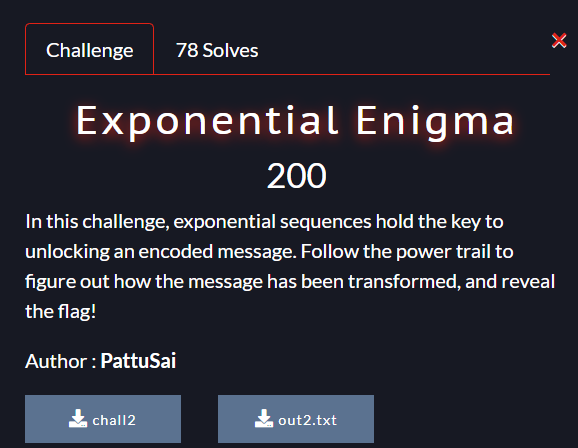 Challenge 78 Solves
Exponential Enigma
200
In this challenge, exponential sequences hold the key to
unlocking an encoded message. Follow the power trail to
figure out how the message has been transformed, and reveal
the flag!
Author : PattuSai
chall2 out2.txt